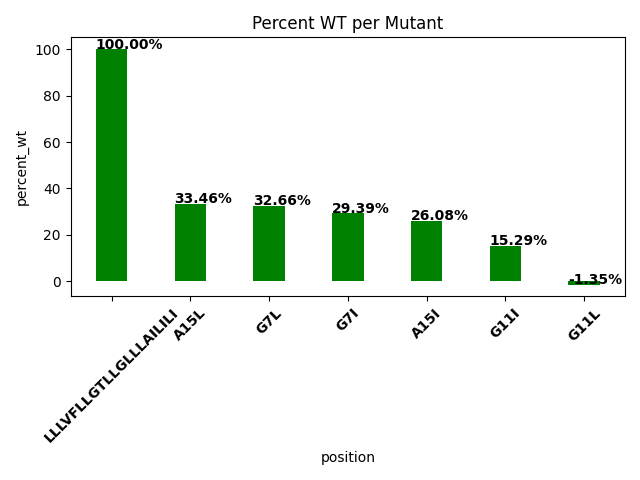 Percent WT per Mutant
percent_wt
100
80
60
40
20
0
100.00%
33.46%
32.66%
29.39%
26.08%
15.29%
-1.35%
LLLVFLLGTLLGLLLAILILI
A15L
G7L
G7I
A15I
G11I
G11L
position